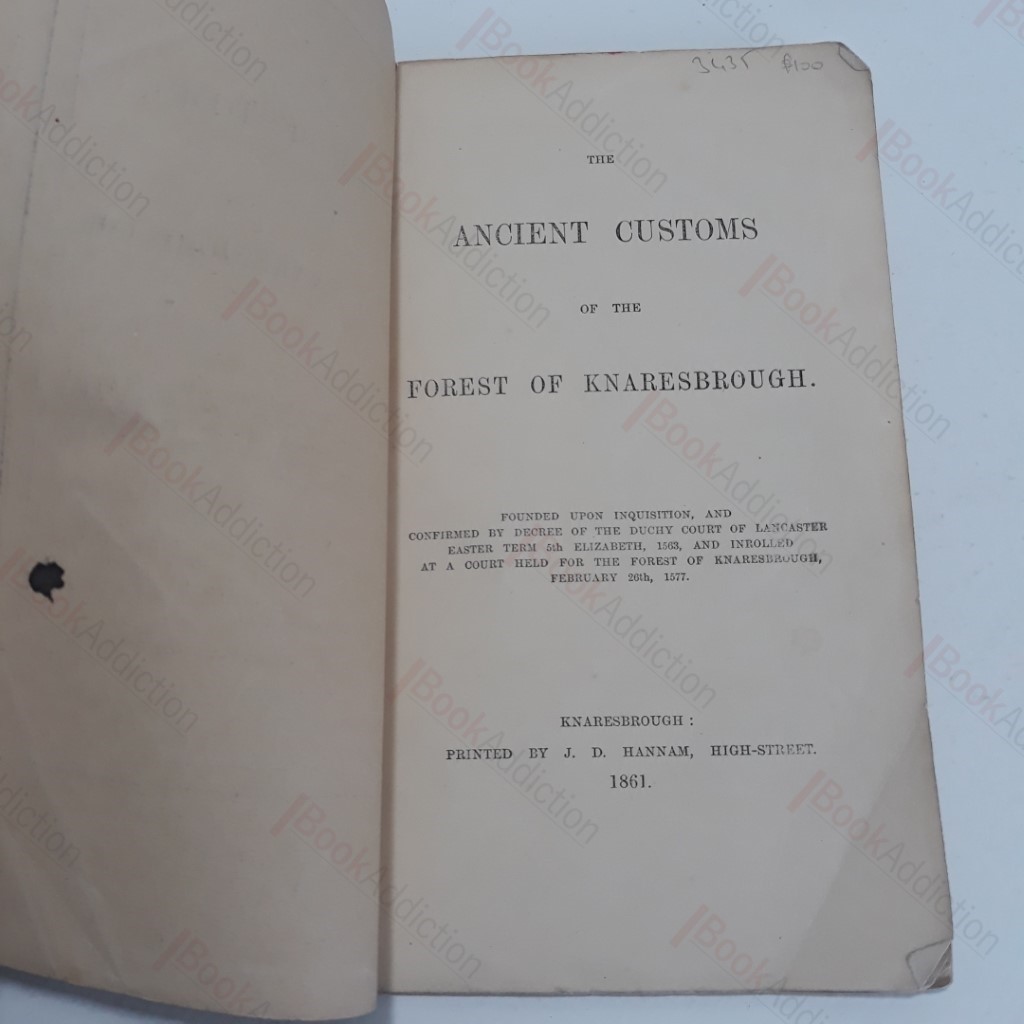 3435 $100
THE
ANCIENT CUSTOMS
OF THE
FOREST OF KNARESBROUGH.
FOUNDED UPON INQUISITION, AND
CONFIRMED BY DECREE OF THE DUCHY COURT OF LANCASTER
EASTER TERM 5th ELIZABETH, 1563, AND INROLLED
AT A COURT HELD FOR THE FOREST OF KNARESBROUGH,
FEBRUARY 26th, 1577.
KNARESBROUGH:
PRINTED BY J. D. HANNAM, HIGH-STREET.
1861.
BookAddiction